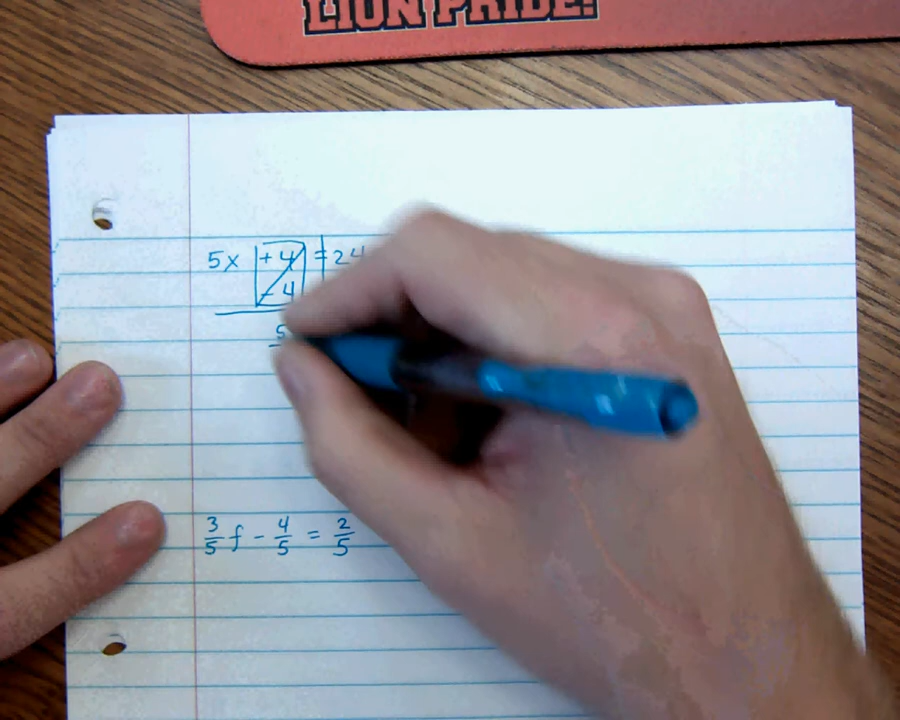 LION PRIDE!
5x + 4 = 24
- 4
5
3/5 f - 4/5 = 2/5